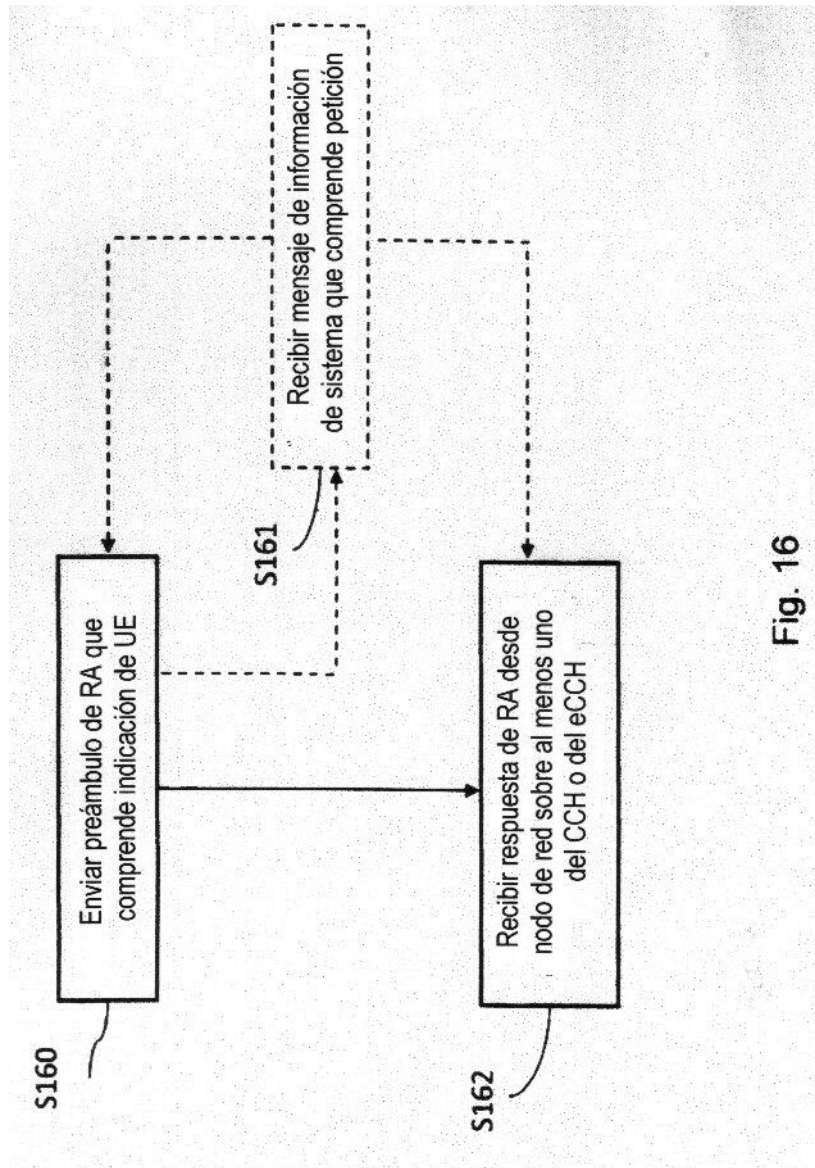 S160
Enviar preámbulo de RA que
comprende indicación de UE
S161
Recibir mensaje de información
de sistema que comprende petición
S162
Recibir respuesta de RA desde
nodo de red sobre al menos uno
del CCH o del eCCH
Fig. 16